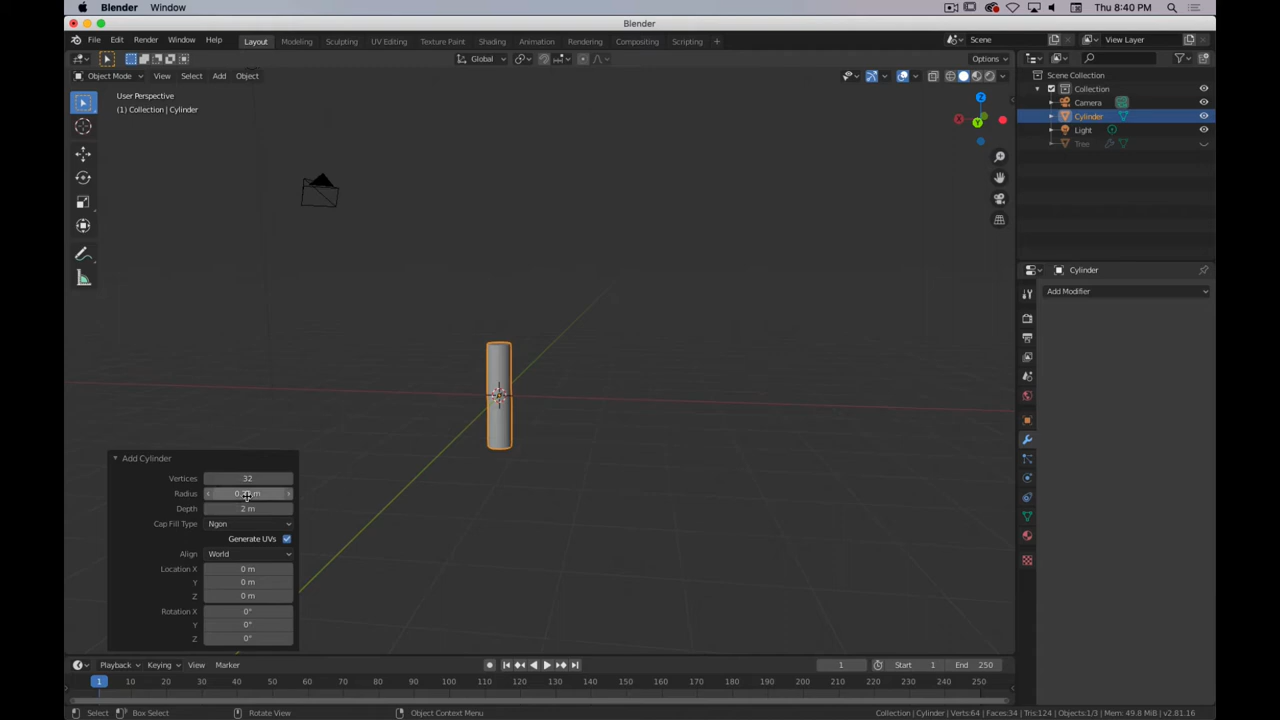 Blender Window Thu 8:40 PM
Blender
File Edit Render Window Help Layout Modeling Sculpting UV Editing Texture Paint Shading Animation Rendering Compositing Scripting + Scene View Layer
Global Options
Object Mode View Select Add Object
User Perspective
(1) Collection | Cylinder
X Y Z
Scene Collection
Collection
Camera
Cylinder
Light
Tree
Cylinder
Add Modifier
Add Cylinder
Vertices 32
Radius
Depth 2 m
Cap Fill Type Ngon
Generate UVs
Align World
Location X 0 m
Y 0 m
Z 0 m
Rotation X 0°
Y 0°
Z 0°
Playback Keying View Marker 1 Start 1 End 250
1 10 20 30 40 50 60 70 80 90 100 110 120 130 140 150 160 170 180 190 200 210 220 230 240 250
Select Box Select Rotate View Object Context Menu Collection | Cylinder | Verts:64 | Faces:34 | Tris:124 | Objects:1/3 | Mem: 49.8 MiB | v2.81.16